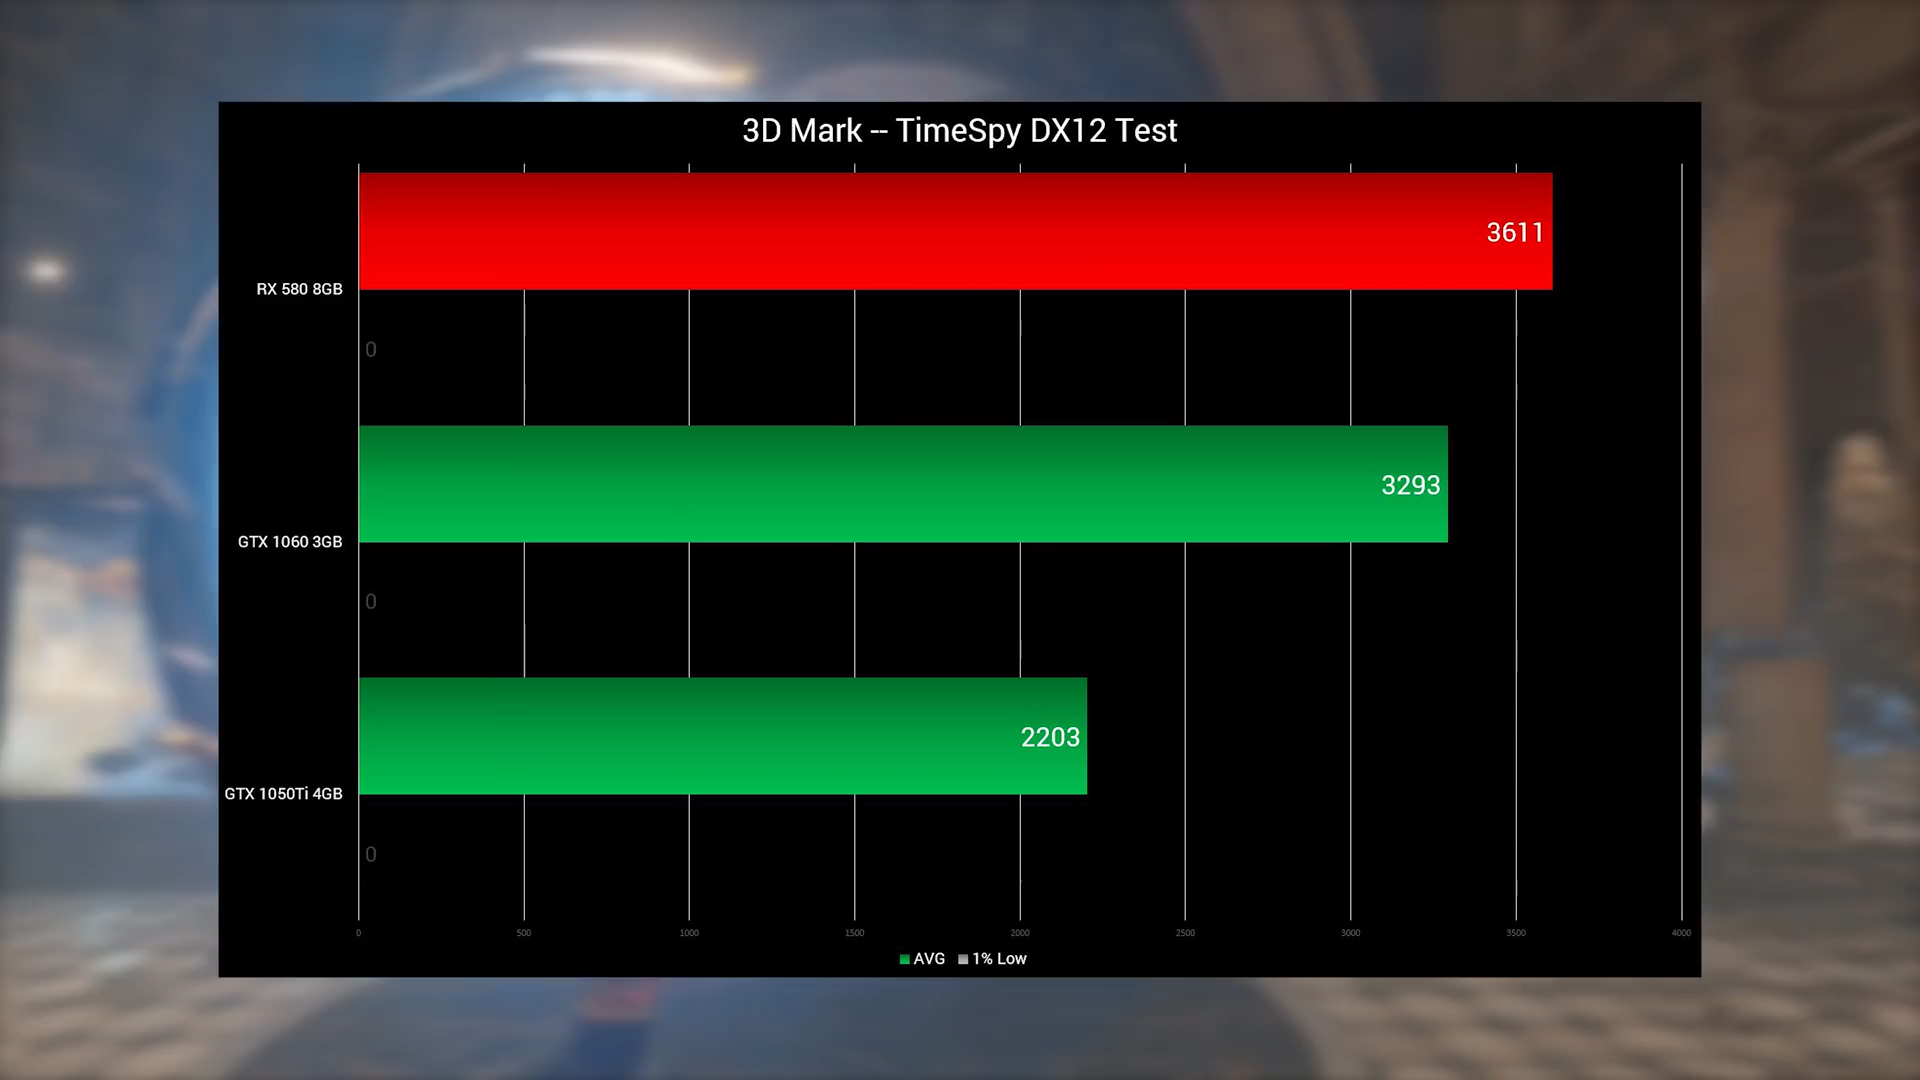 3D Mark -- TimeSpy DX12 Test
3611
RX 580 8GB
0
3293
GTX 1060 3GB
0
2203
GTX 1050Ti 4GB
0
0 500 1000 1500 2000 2500 3000 3500 4000
AVG 1% Low